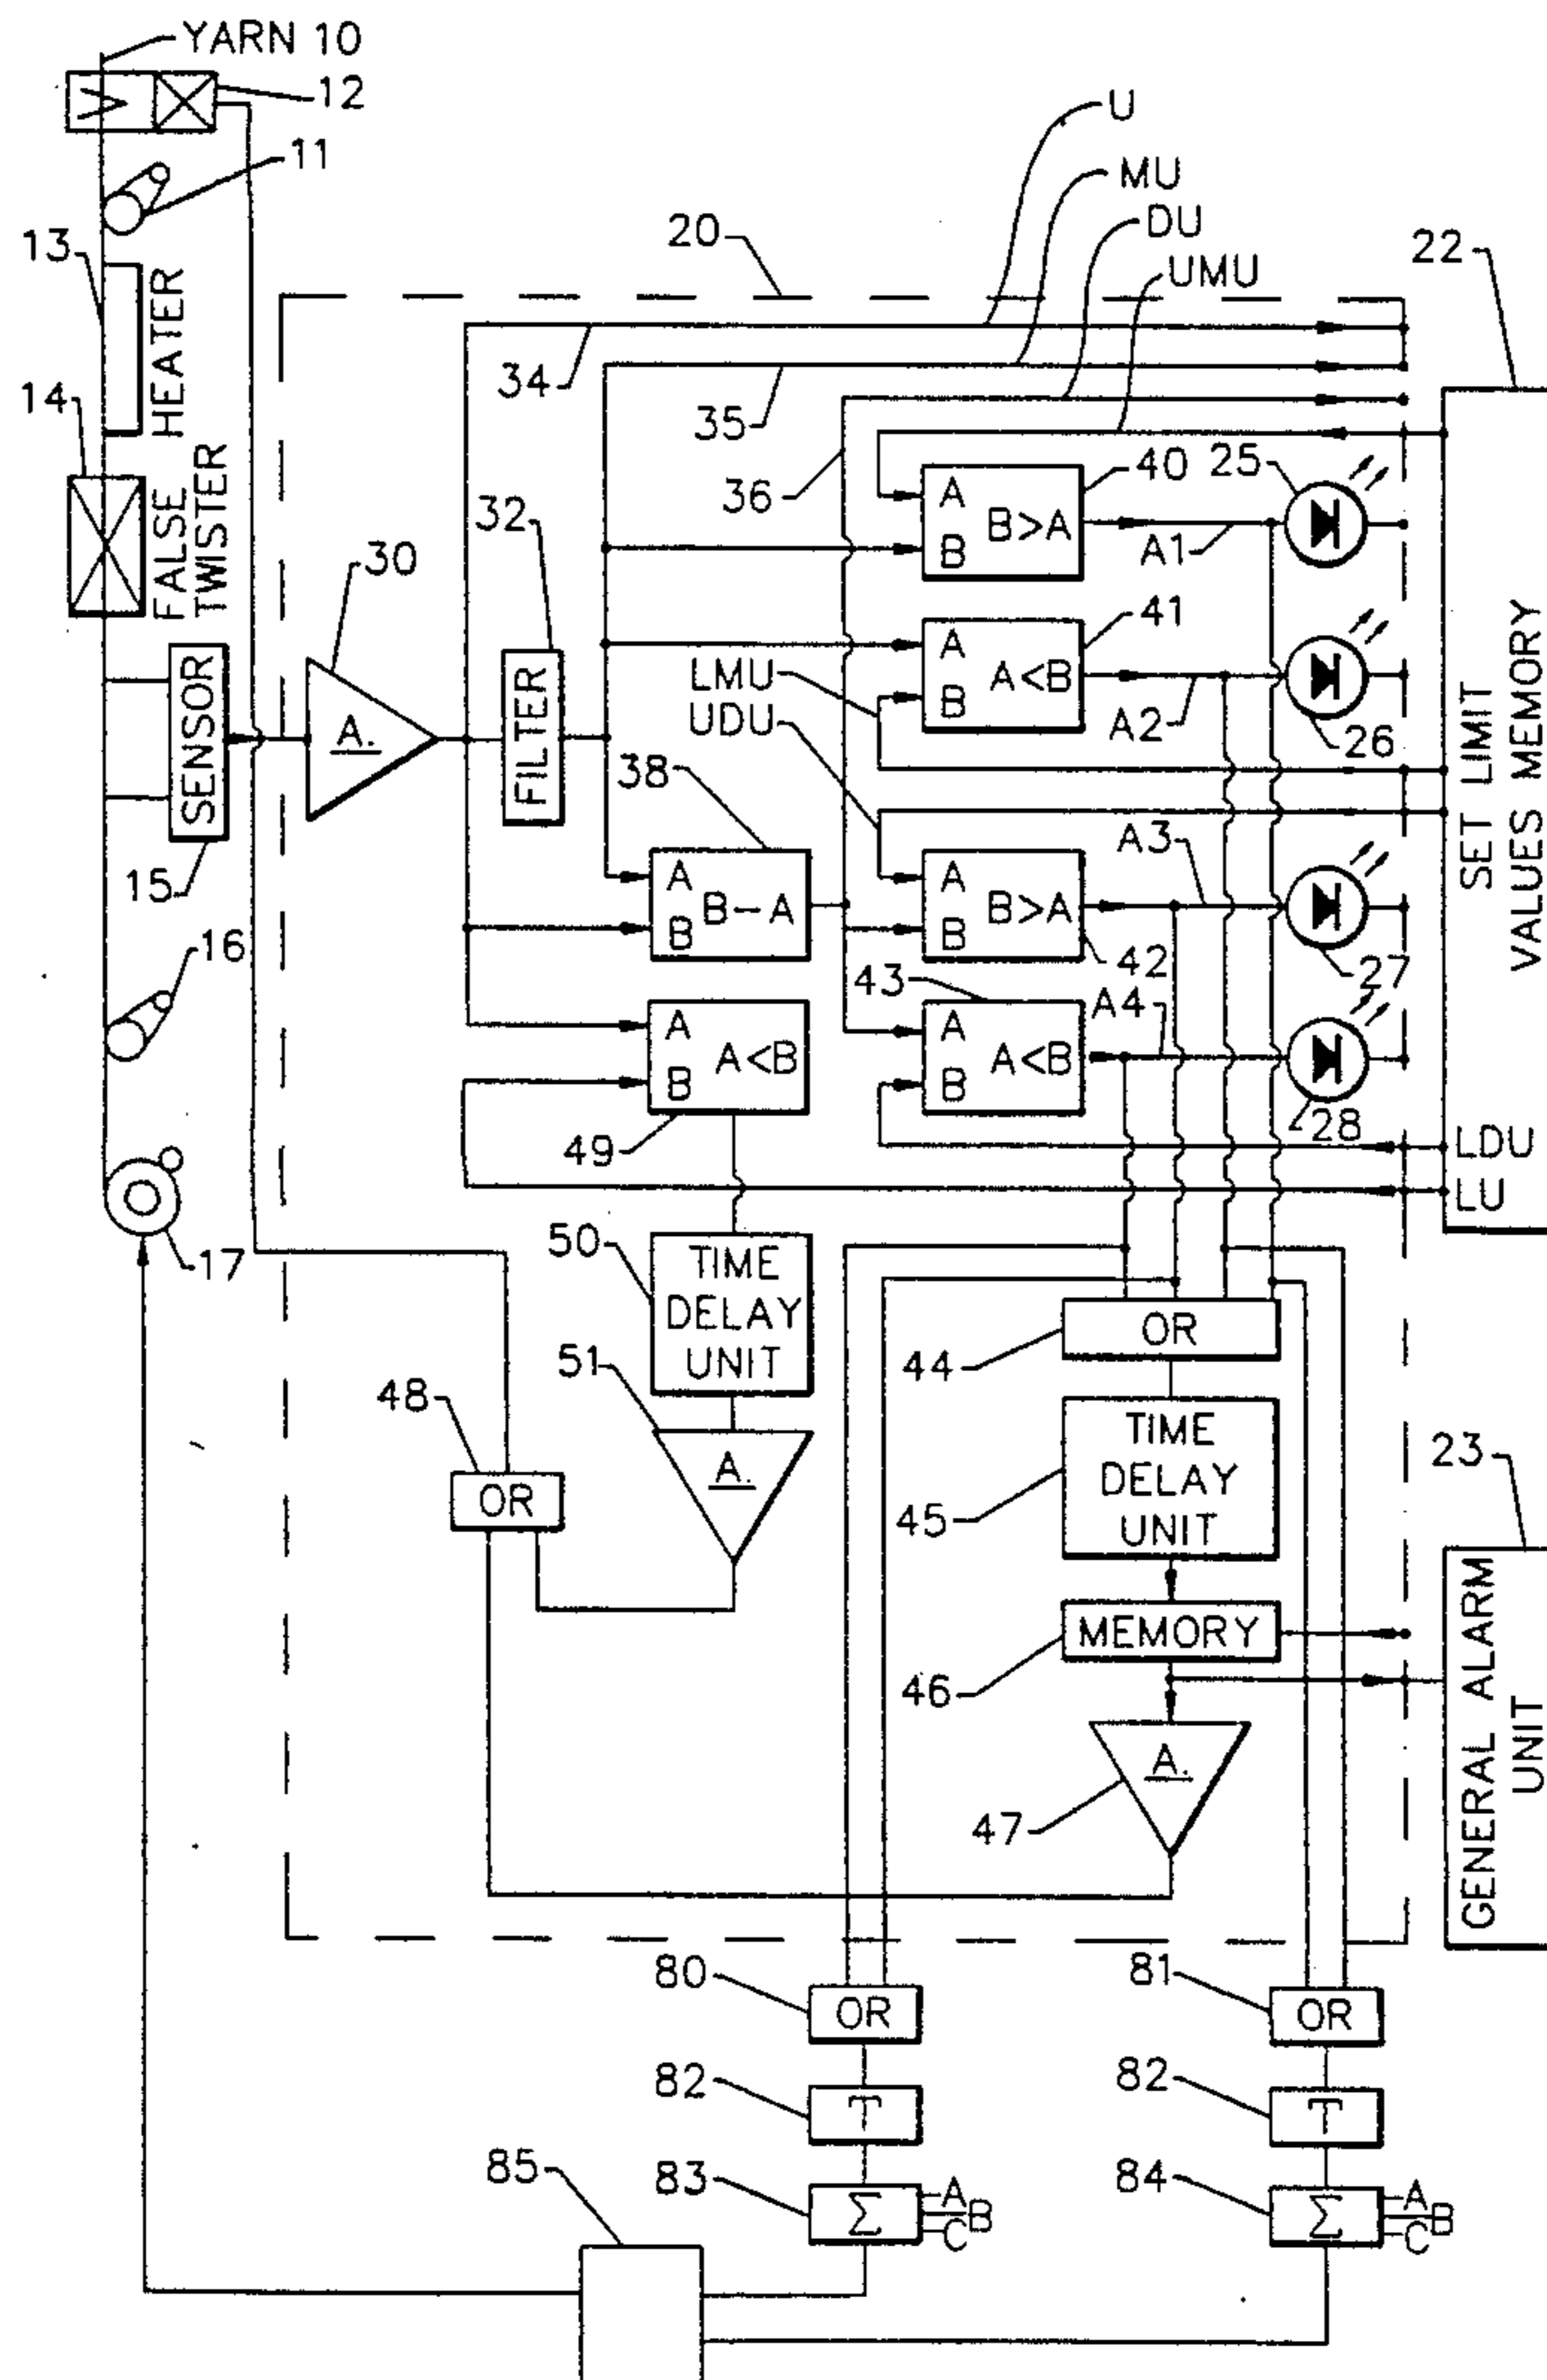 YARN 10
12
11
U
MU
DU
UMU
13
20
22
HEATER
34
35
14
FALSE
TWISTER
36
40
25
A
B>A
B
A1
32
30
41
A
A<B
B
LMU
UDU
A2
26
SET LIMIT
VALUES MEMORY
SENSOR
A.
FILTER
38
A3
15
A
B–A
B
A
B>A
B
42
27
16
43
A4
A
A<B
B
A
A<B
B
49
28
LDU
LU
17
50
TIME
DELAY
UNIT
OR
44
51
48
A.
OR
TIME
DELAY
UNIT
45
23
MEMORY
46
GENERAL ALARM
UNIT
A.
47
80
OR
81
OR
82
T
82
T
85
83
Σ
A
B
C
84
Σ
A
B
C